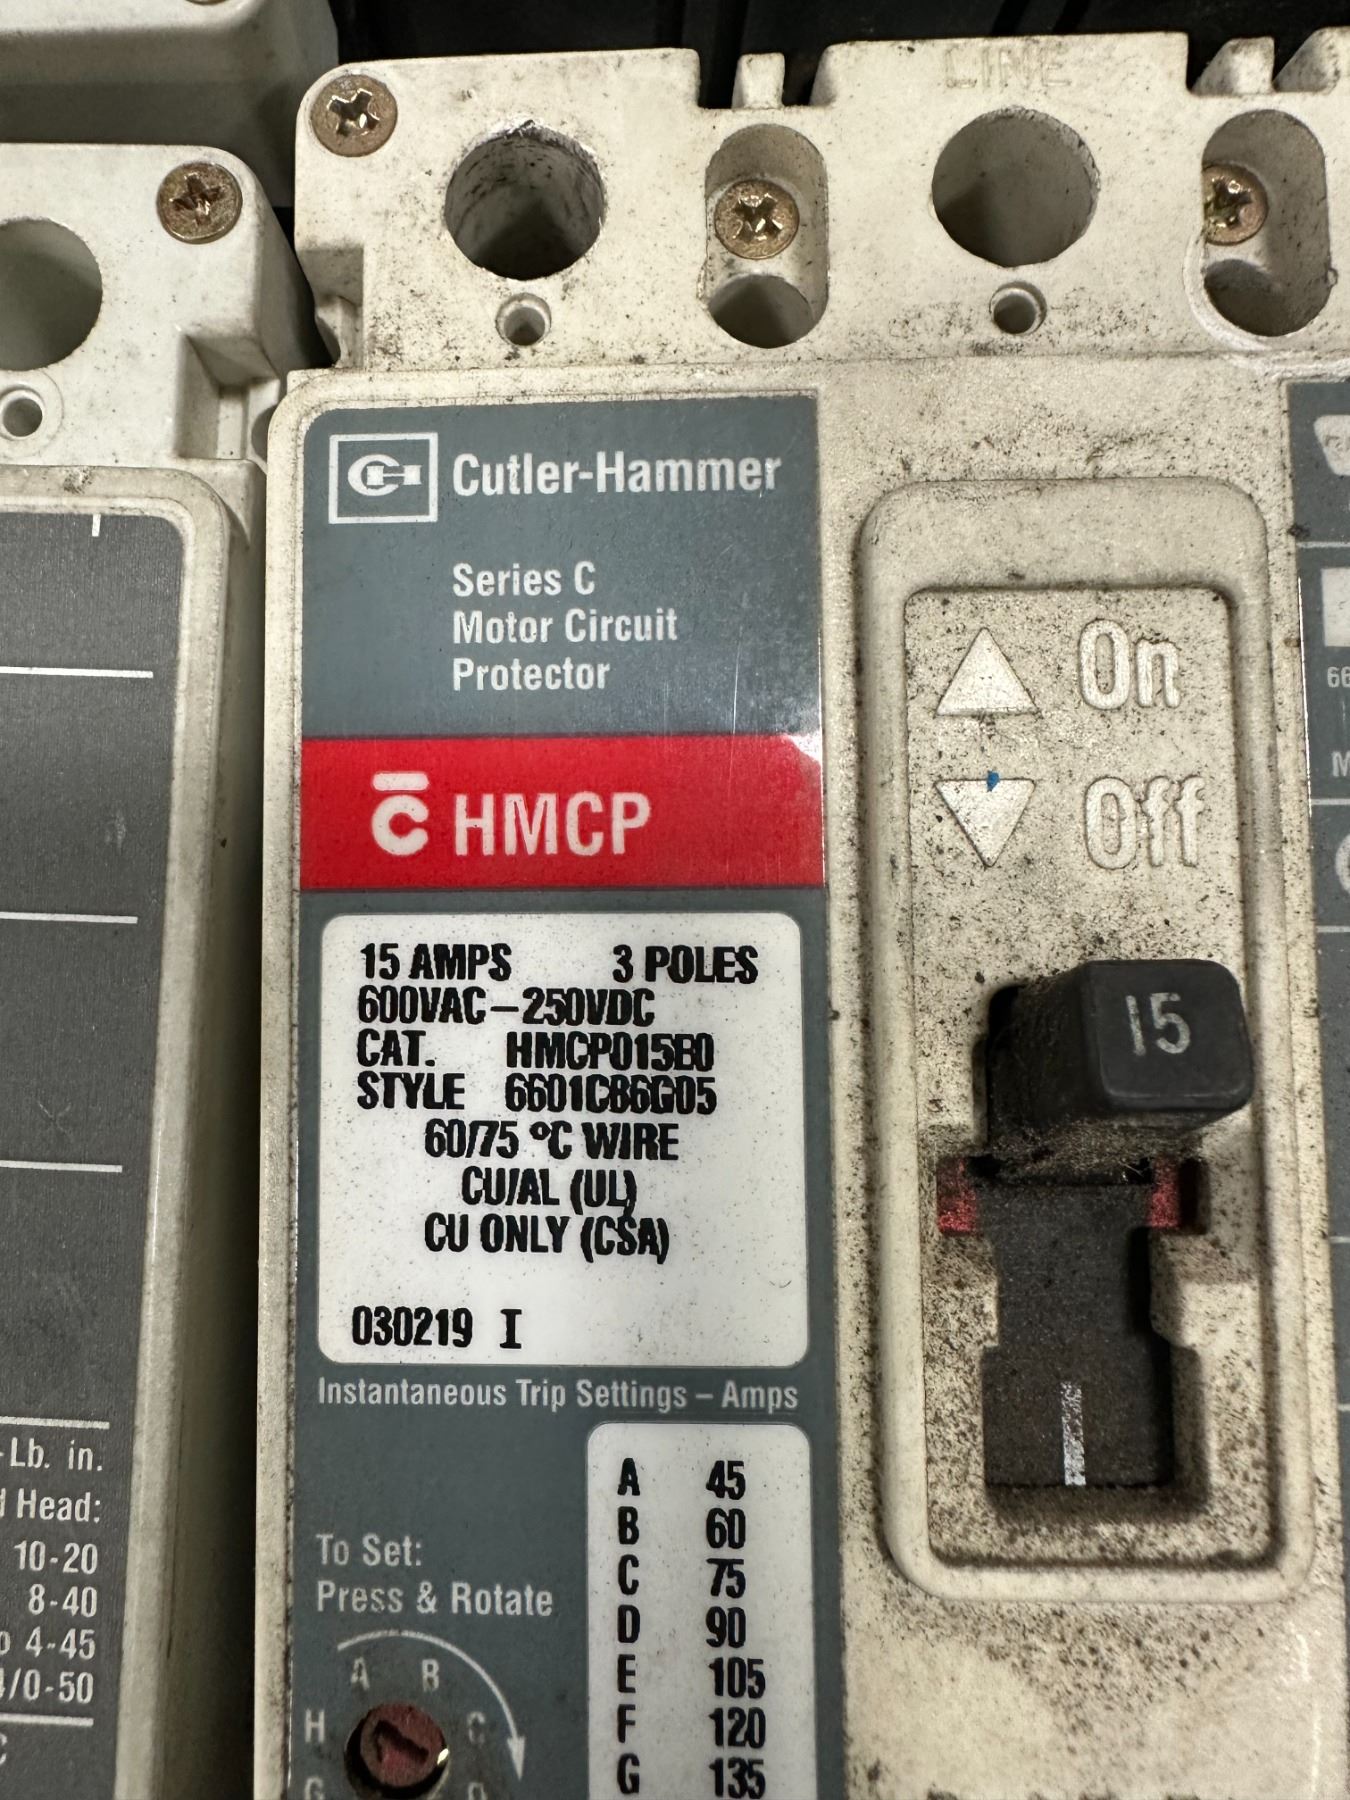 LINE
CH Cutler-Hammer
Series C
Motor Circuit
Protector
C HMCP
15 AMPS 3 POLES
600VAC-250VDC
CAT. HMCP015E0
STYLE 6601C86G05
60/75 °C WIRE
CU/AL (UL)
CU ONLY (CSA)
030219 I
Instantaneous Trip Settings – Amps
A 45
B 60
C 75
D 90
E 105
F 120
G 135
To Set:
Press & Rotate
A B
H C
G D
On
Off
15
Lb. in.
Head:
10-20
8-40
4-45
/0-50
66
M